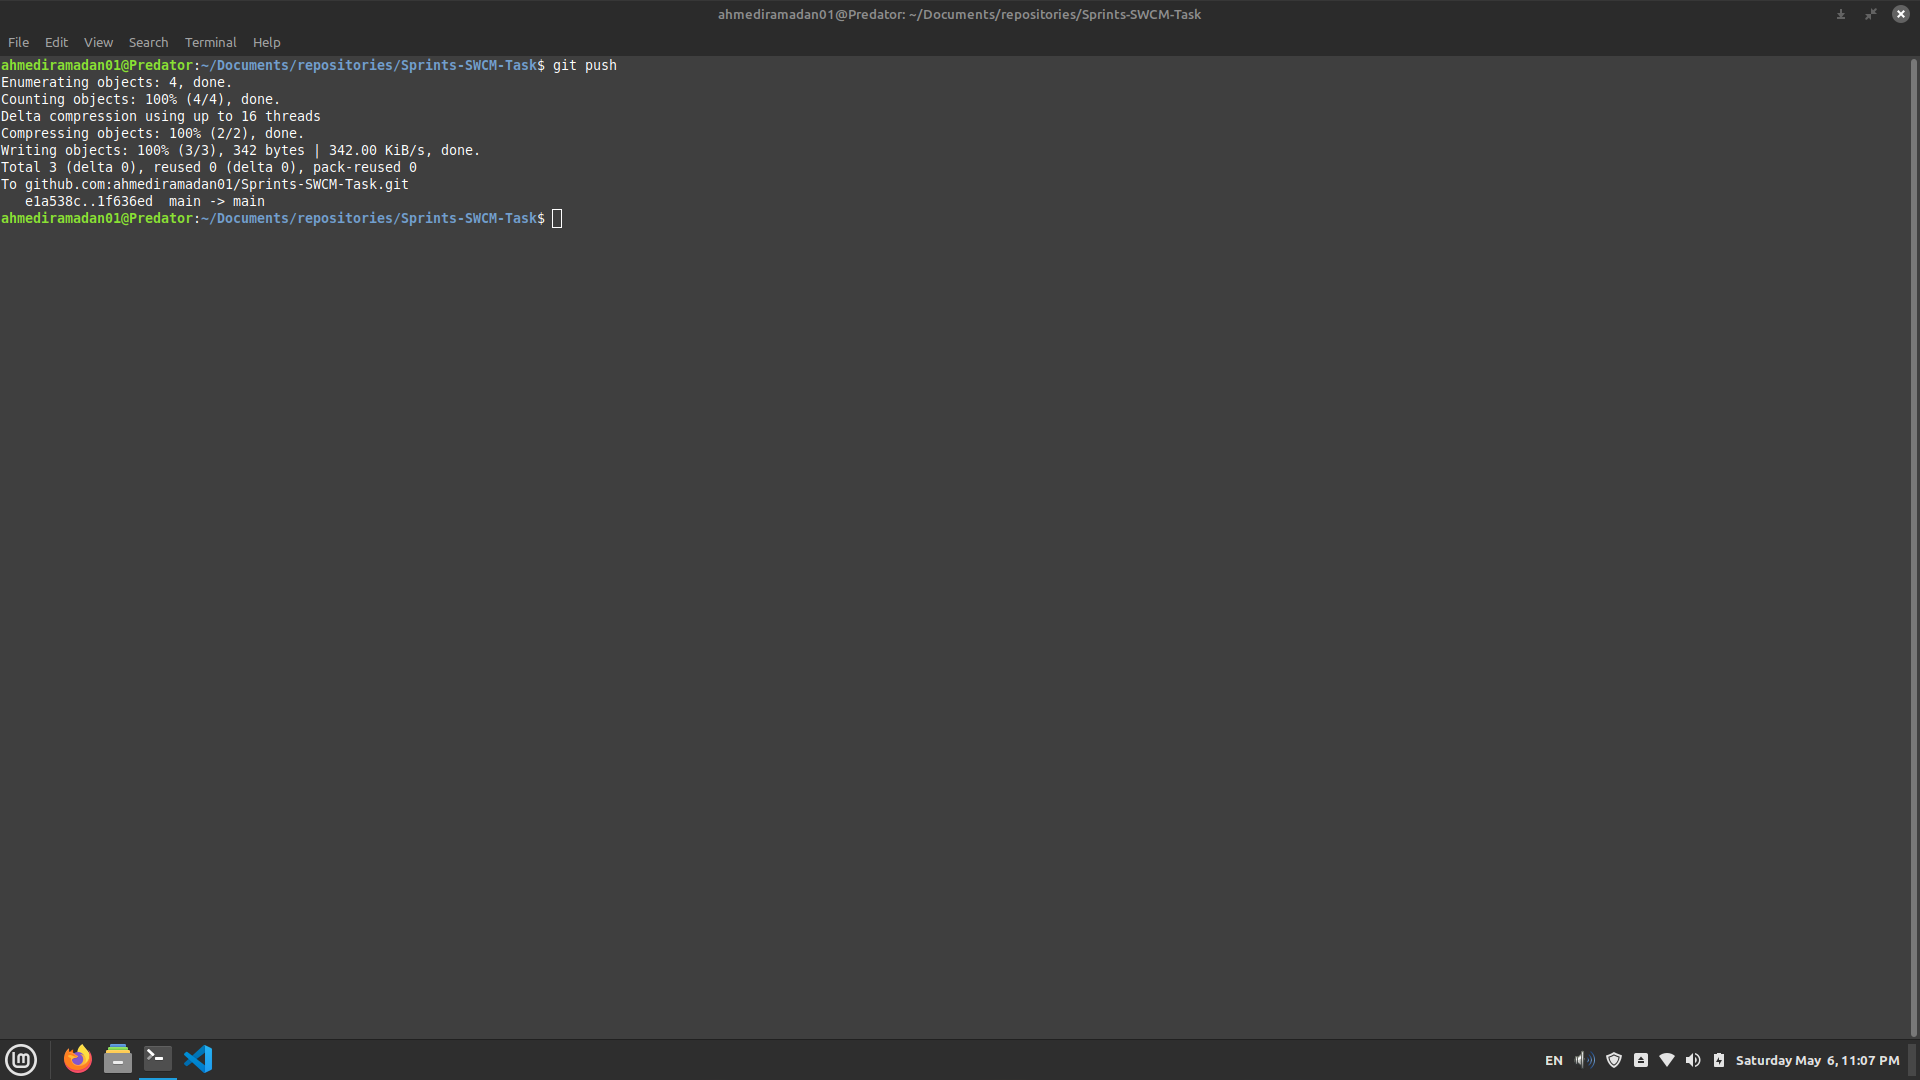 ahmediramadan01@Predator: ~/Documents/repositories/Sprints-SWCM-Task
File Edit View Search Terminal Help
ahmediramadan01@Predator:~/Documents/repositories/Sprints-SWCM-Task$ git push
Enumerating objects: 4, done.
Counting objects: 100% (4/4), done.
Delta compression using up to 16 threads
Compressing objects: 100% (2/2), done.
Writing objects: 100% (3/3), 342 bytes | 342.00 KiB/s, done.
Total 3 (delta 0), reused 0 (delta 0), pack-reused 0
To github.com:ahmediramadan01/Sprints-SWCM-Task.git
   e1a538c..1f636ed  main -> main
ahmediramadan01@Predator:~/Documents/repositories/Sprints-SWCM-Task$
EN Saturday May 6, 11:07 PM